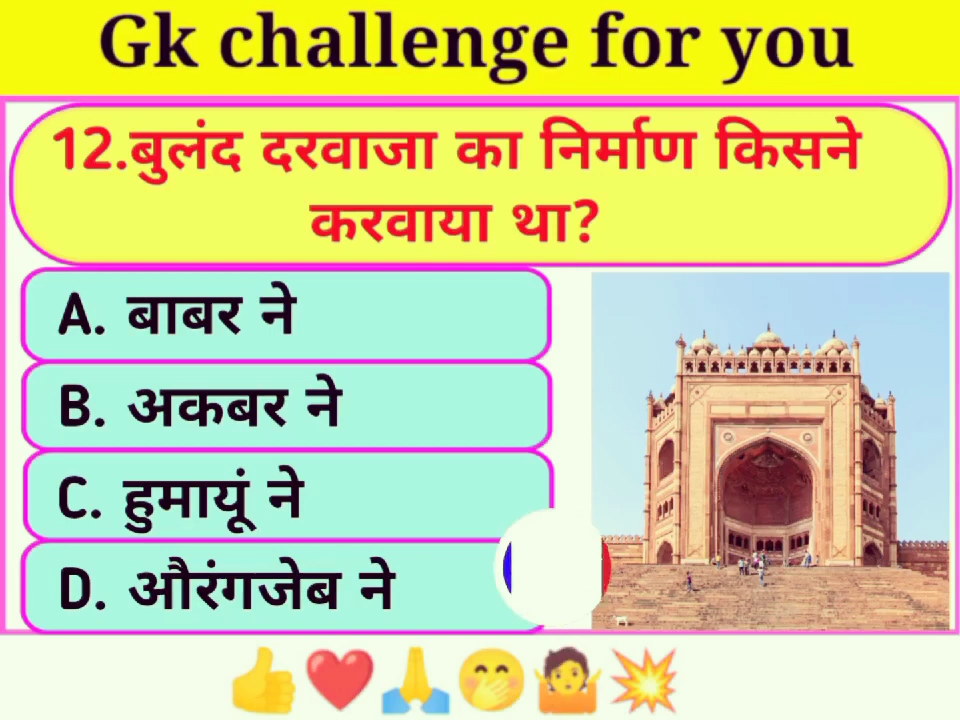 Gk challenge for you
12.बुलंद दरवाजा का निर्माण किसने
करवाया था?
A. बाबर ने
B. अकबर ने
C. हुमायूं ने
D. औरंगजेब ने